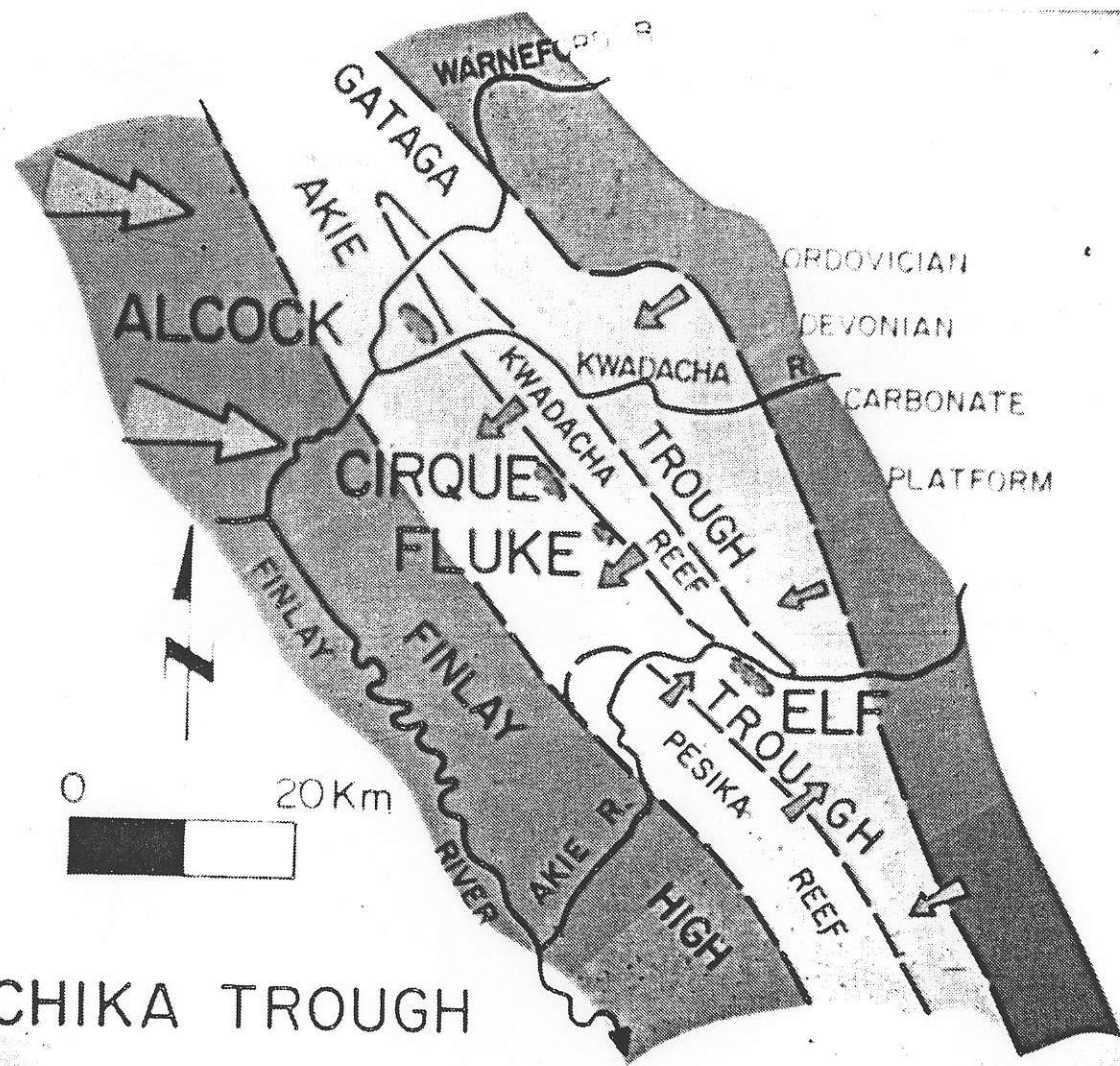 WARNEFORD R
GATAGA
AKIE
ORDOVICIAN
ALCOCK
DEVONIAN
KWADACHA R.
KWADACHA
CARBONATE
TROUGH
CIRQUE
PLATFORM
FLUKE
REEF
FINLAY
FINLAY
ELF
TROUGH
PESIKA
N
0 20 Km
AKIE R.
RIVER
REEF
HIGH
CHIKA TROUGH